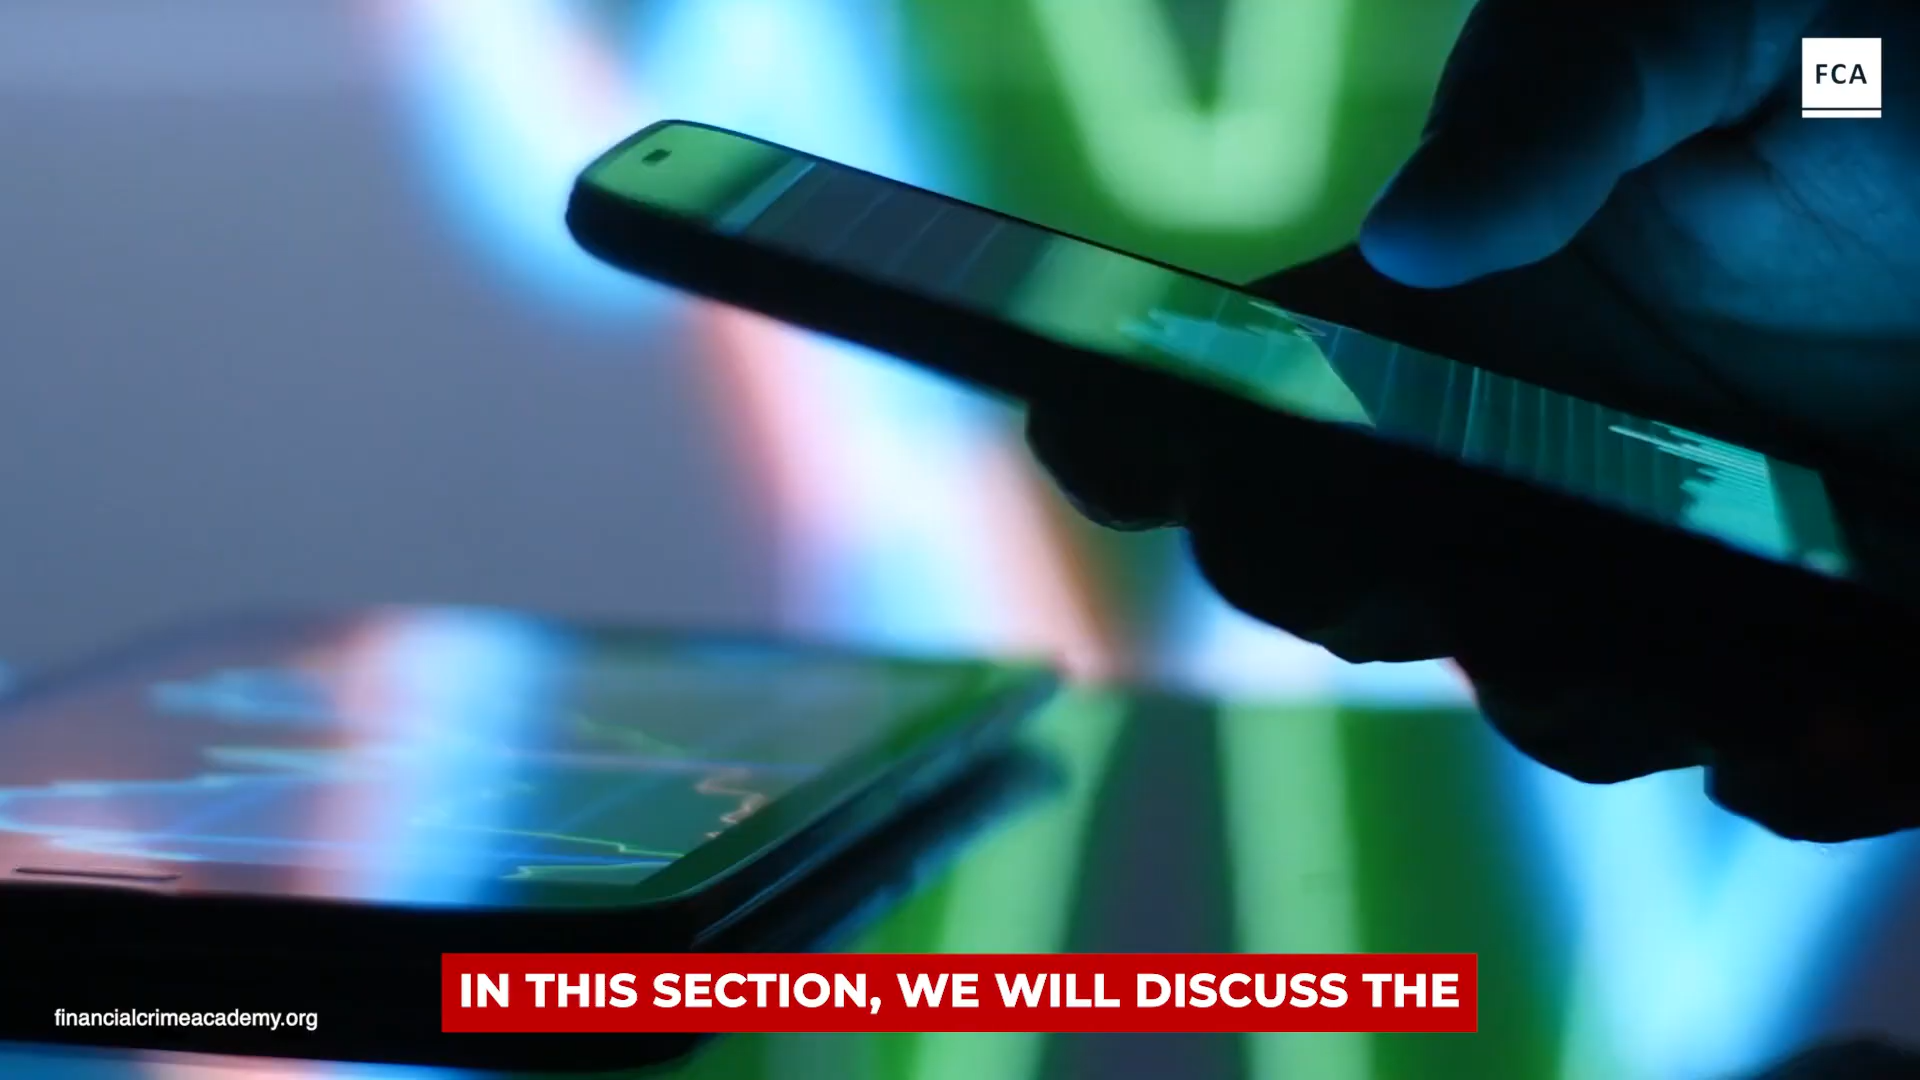 FCA
IN THIS SECTION, WE WILL DISCUSS THE
financialcrimeacademy.org